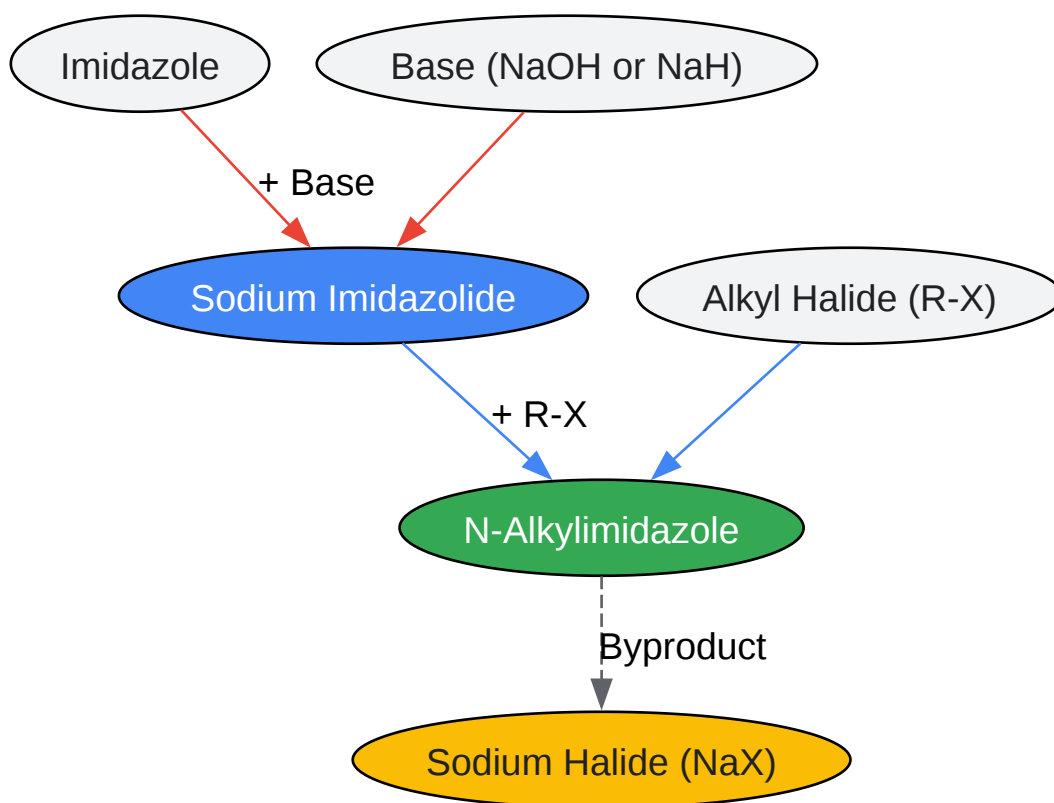 Imidazole
Base (NaOH or NaH)
+ Base
Sodium Imidazolide
Alkyl Halide (R-X)
+ R-X
N-Alkylimidazole
Byproduct
Sodium Halide (NaX)